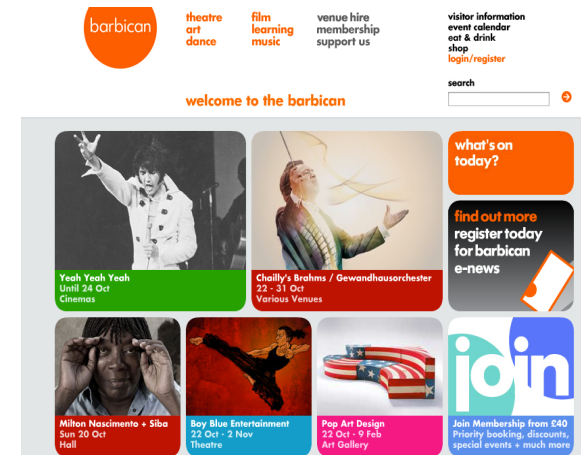 barbican
theatre
art
dance
film
learning
music
venue hire
membership
support us
visitor information
event calendar
eat & drink
shop
login/register
search
welcome to the barbican
Yeah Yeah Yeah
Until 24 Oct
Cinemas
Chailly's Brahms / Gewandhausorchester
22 - 31 Oct
Various Venues
what's on
today?
find out more
register today
for barbican
e-news
Milton Nascimento + Siba
Sun 20 Oct
Hall
Boy Blue Entertainment
22 Oct - 2 Nov
Theatre
Pop Art Design
22 Oct - 9 Feb
Art Gallery
join
Join Membership from £40
Priority booking, discounts,
special events + much more